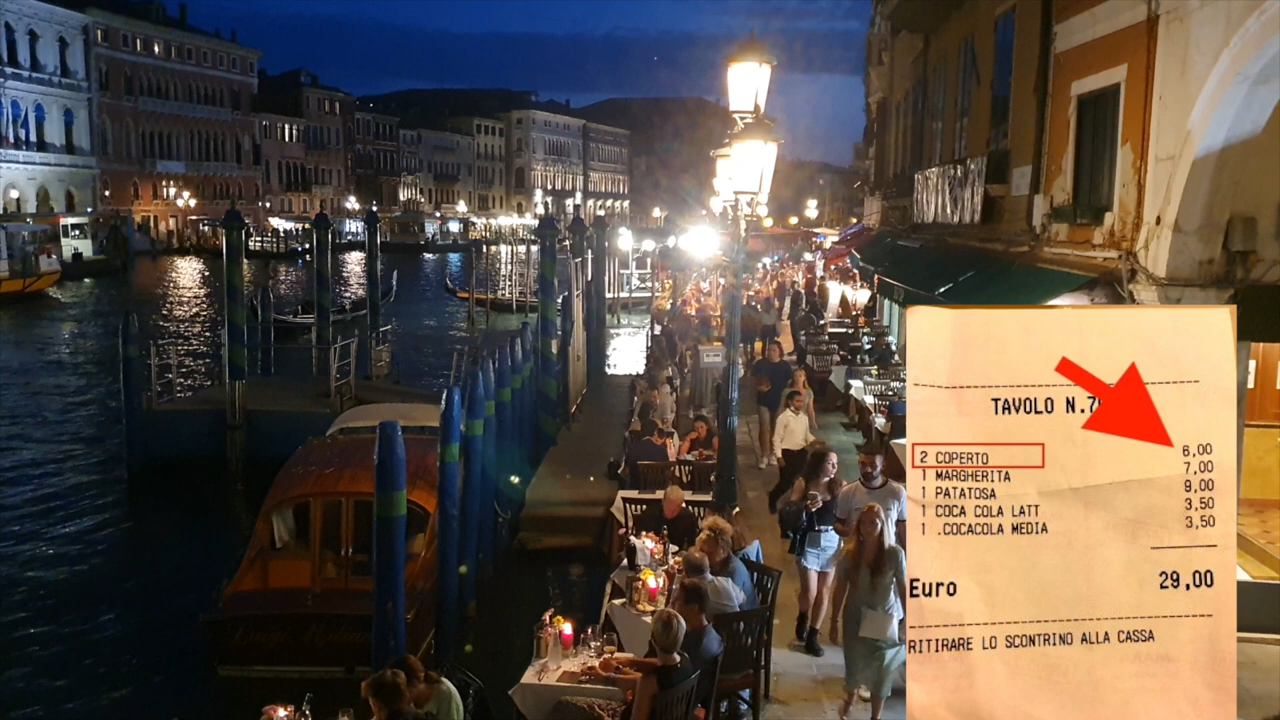 TAVOLO N.7
2 COPERTO 6,00
1 MARGHERITA 7,00
1 PATATOSA 9,00
1 COCA COLA LATT 3,50
1 .COCACOLA MEDIA 3,50
Euro 29,00
RITIRARE LO SCONTRINO ALLA CASSA